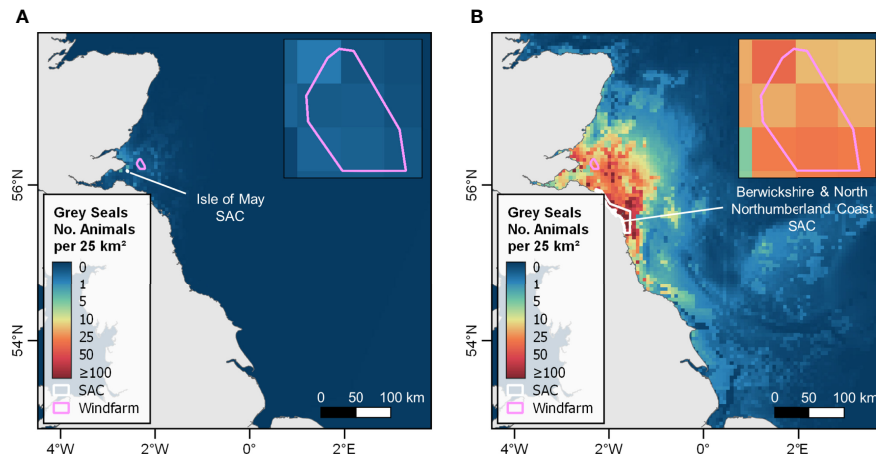 A
56°N
54°N
Isle of May
SAC
Grey Seals
No. Animals
per 25 km²
0
1
5
10
25
50
≥100
SAC
Windfarm
0 50 100 km
4°W 2°W 0° 2°E
B
56°N
54°N
Berwickshire & North
Northumberland Coast
SAC
Grey Seals
No. Animals
per 25 km²
0
1
5
10
25
50
≥100
SAC
Windfarm
0 50 100 km
4°W 2°W 0° 2°E